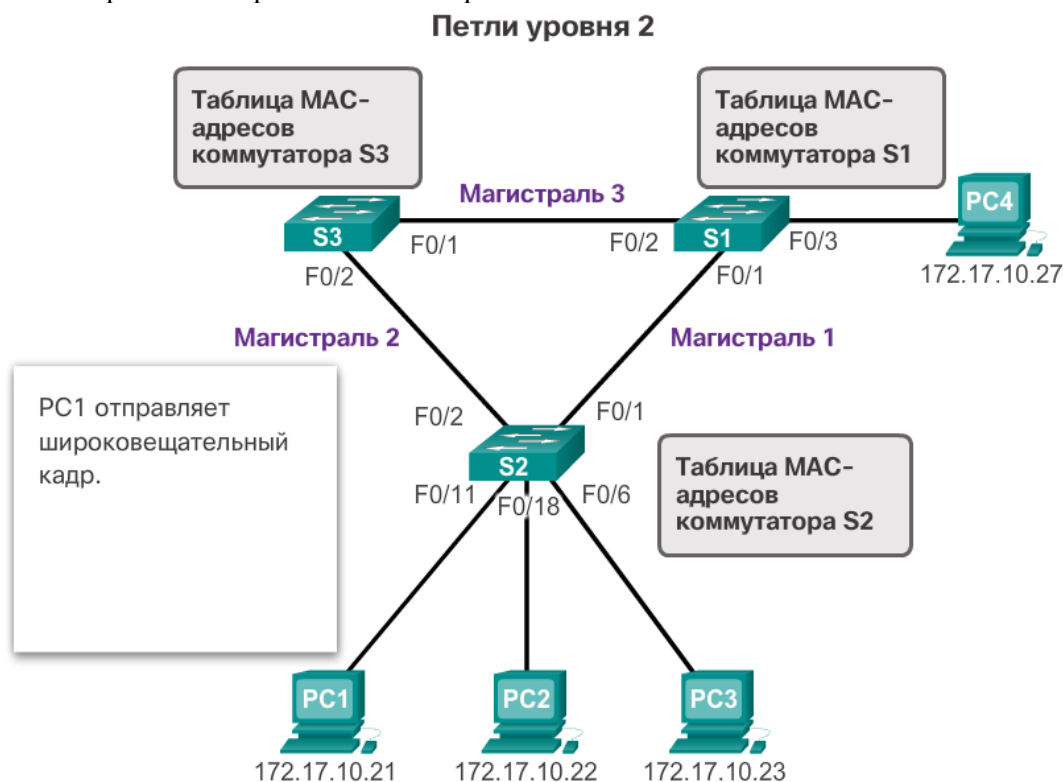 Петли уровня 2
Таблица MAC-
адресов
коммутатора S3
Таблица MAC-
адресов
коммутатора S1
Магистраль 3
PC4
S3
F0/1
F0/2
S1
F0/3
F0/2
F0/1
172.17.10.27
Магистраль 2
Магистраль 1
PC1 отправляет
широковещательный
кадр.
F0/2
F0/1
S2
F0/11
F0/18
F0/6
Таблица MAC-
адресов
коммутатора S2
PC1
PC2
PC3
172.17.10.21
172.17.10.22
172.17.10.23